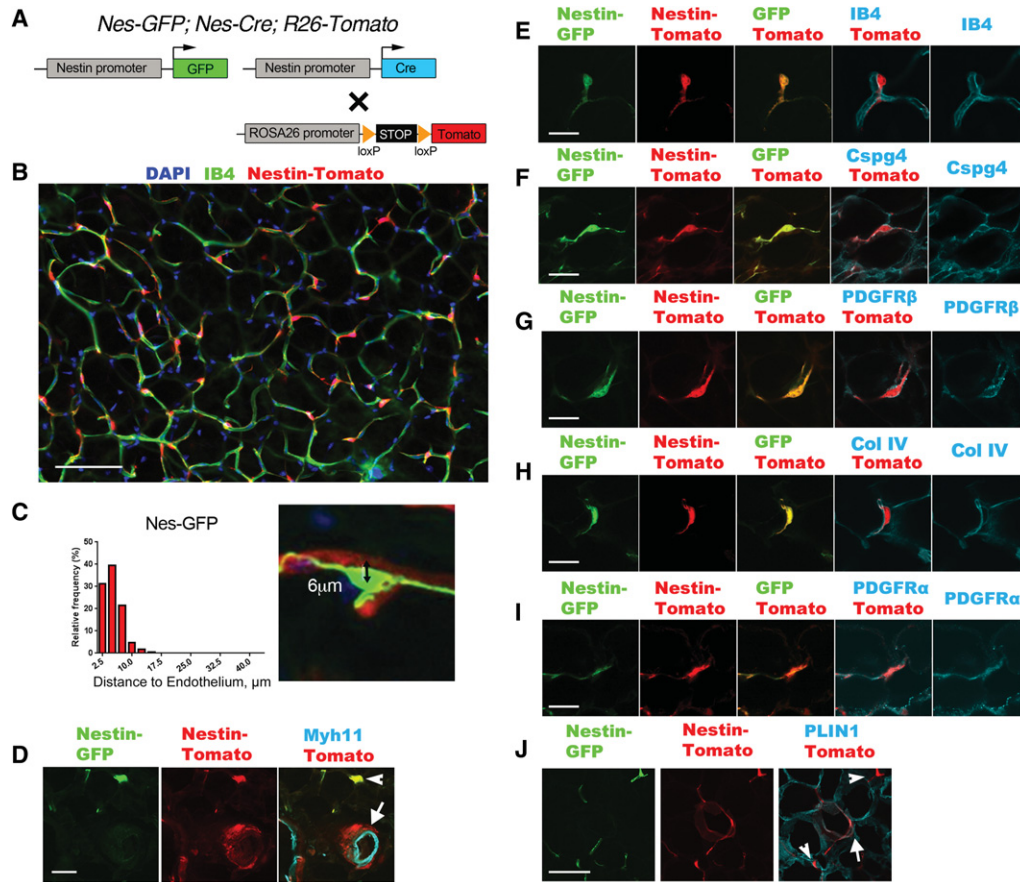 A
Nes-GFP; Nes-Cre; R26-Tomato
Nestin promoter GFP Nestin promoter Cre
ROSA26 promoter STOP Tomato
loxP loxP
B
DAPI IB4 Nestin-Tomato
C
Nes-GFP
Relative frequency (%)
50
40
30
20
10
0
2.5 10.0 17.5 25.0 32.5 40.0
Distance to Endothelium, μm
6μm
D
Nestin-
GFP
Nestin-
Tomato
Myh11
Tomato
E
Nestin-
GFP
Nestin-
Tomato
GFP
Tomato
IB4
Tomato
IB4
F
Nestin-
GFP
Nestin-
Tomato
GFP
Tomato
Cspg4
Tomato
Cspg4
G
Nestin-
GFP
Nestin-
Tomato
GFP
Tomato
PDGFRβ
Tomato
PDGFRβ
H
Nestin-
GFP
Nestin-
Tomato
GFP
Tomato
Col IV
Tomato
Col IV
I
Nestin-
GFP
Nestin-
Tomato
GFP
Tomato
PDGFRα
Tomato
PDGFRα
J
Nestin-
GFP
Nestin-
Tomato
PLIN1
Tomato